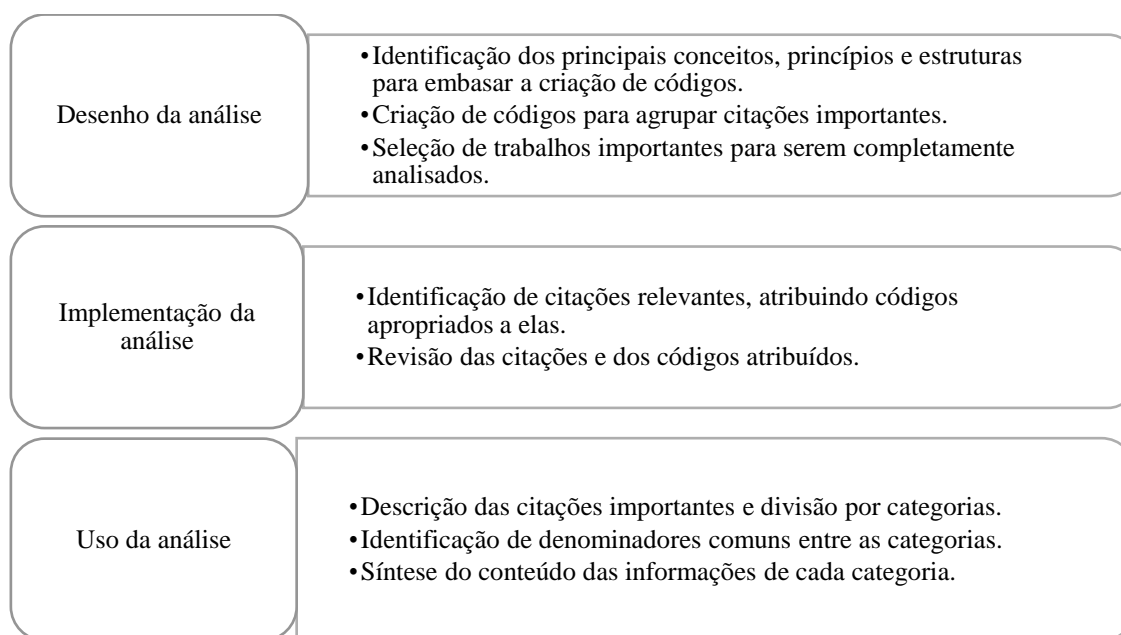 Desenho da análise
•Identificação dos principais conceitos, princípios e estruturas
para embasar a criação de códigos.
•Criação de códigos para agrupar citações importantes.
•Seleção de trabalhos importantes para serem completamente
analisados.
Implementação da
análise
•Identificação de citações relevantes, atribuindo códigos
apropriados a elas.
•Revisão das citações e dos códigos atribuídos.
Uso da análise
•Descrição das citações importantes e divisão por categorias.
•Identificação de denominadores comuns entre as categorias.
•Síntese do conteúdo das informações de cada categoria.